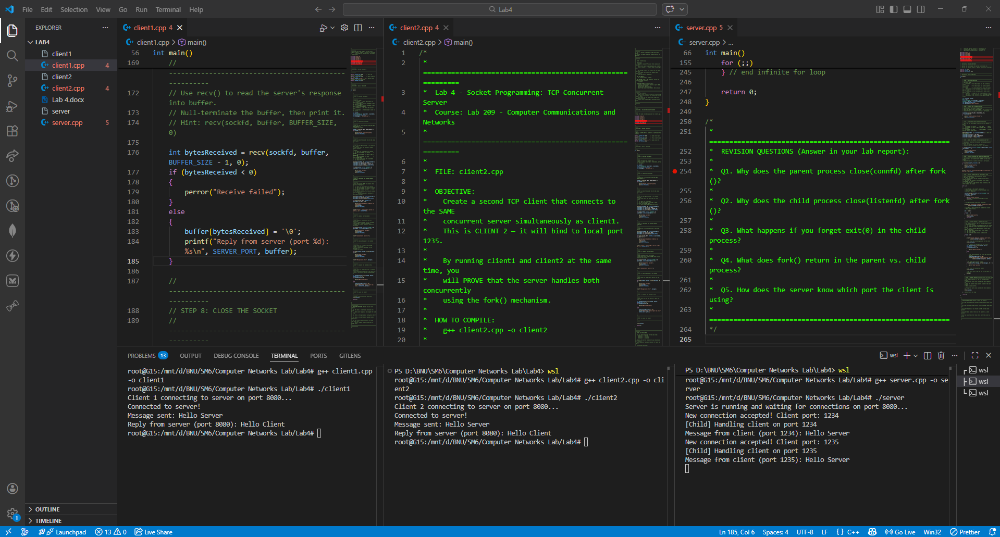 File Edit Selection View Go Run Terminal Help
Lab4
EXPLORER
LAB4
client1
client1.cpp 4
client2
client2.cpp 4
Lab 4.docx
server
server.cpp 5
OUTLINE
TIMELINE
client1.cpp 4
client1.cpp > main()
56 int main()
169 //
-----------------------------------------------
----------
172 // Use recv() to read the server's response
into buffer.
173 // Null-terminate the buffer, then print it.
174 // Hint: recv(sockfd, buffer, BUFFER_SIZE,
0)
175
176 int bytesReceived = recv(sockfd, buffer,
BUFFER_SIZE - 1, 0);
177 if (bytesReceived < 0)
178 {
179 perror("Receive failed");
180 }
181 else
182 {
183 buffer[bytesReceived] = '\0';
184 printf("Reply from server (port %d):
%s\n", SERVER_PORT, buffer);
185 }
186
187 //
-----------------------------------------------
----------
188 // STEP 8: CLOSE THE SOCKET
189 //
-----------------------------------------------
----------
client2.cpp 4
client2.cpp > main()
1 /*
2 *
===================================================
=========
3 * Lab 4 - Socket Programming: TCP Concurrent
Server
4 * Course: Lab 209 - Computer Communications and
Networks
5 *
===================================================
=========
6 *
7 * FILE: client2.cpp
8 *
9 * OBJECTIVE:
10 * Create a second TCP client that connects to
the SAME
11 * concurrent server simultaneously as client1.
12 * This is CLIENT 2 — it will bind to local port
1235.
13 *
14 * By running client1 and client2 at the same
time, you
15 * will PROVE that the server handles both
concurrently
16 * using the fork() mechanism.
17 *
18 * HOW TO COMPILE:
19 * g++ client2.cpp -o client2
20 *
server.cpp 5
server.cpp > ...
66 int main()
155 for (;;)
245 } // end infinite for loop
246
247 return 0;
248 }
249
250 /*
251 *
============================================================
252 * REVISION QUESTIONS (Answer in your lab report):
253 *
254 * Q1. Why does the parent process close(connfd) after fork
()?
255 *
256 * Q2. Why does the child process close(listenfd) after fork
()?
257 *
258 * Q3. What happens if you forget exit(0) in the child
process?
259 *
260 * Q4. What does fork() return in the parent vs. child
process?
261 *
262 * Q5. How does the server know which port the client is
using?
263 *
============================================================
264 */
265
PROBLEMS 13 OUTPUT DEBUG CONSOLE TERMINAL PORTS GITLENS
wsl
root@G15:/mnt/d/BNU/SM6/Computer Networks Lab/Lab4# g++ client1.cpp
-o client1
root@G15:/mnt/d/BNU/SM6/Computer Networks Lab/Lab4# ./client1
Client 1 connecting to server on port 8080...
Connected to server!
Message sent: Hello Server
Reply from server (port 8080): Hello Client
root@G15:/mnt/d/BNU/SM6/Computer Networks Lab/Lab4#
PS D:\BNU\SM6\Computer Networks Lab\Lab4> wsl
root@G15:/mnt/d/BNU/SM6/Computer Networks Lab/Lab4# g++ client2.cpp -o cli
ent2
root@G15:/mnt/d/BNU/SM6/Computer Networks Lab/Lab4# ./client2
Client 2 connecting to server on port 8080...
Connected to server!
Message sent: Hello Server
Reply from server (port 8080): Hello Client
root@G15:/mnt/d/BNU/SM6/Computer Networks Lab/Lab4#
PS D:\BNU\SM6\Computer Networks Lab\Lab4> wsl
root@G15:/mnt/d/BNU/SM6/Computer Networks Lab/Lab4# g++ server.cpp -o se
rver
root@G15:/mnt/d/BNU/SM6/Computer Networks Lab/Lab4# ./server
Server is running and waiting for connections on port 8080...
New connection accepted! Client port: 1234
[Child] Handling client on port 1234
Message from client (port 1234): Hello Server
New connection accepted! Client port: 1235
[Child] Handling client on port 1235
Message from client (port 1235): Hello Server
wsl
wsl
wsl
1
Launchpad 13 0 Live Share
Ln 185, Col 6 Spaces: 4 UTF-8 LF {} C++ Go Live Win32 Prettier